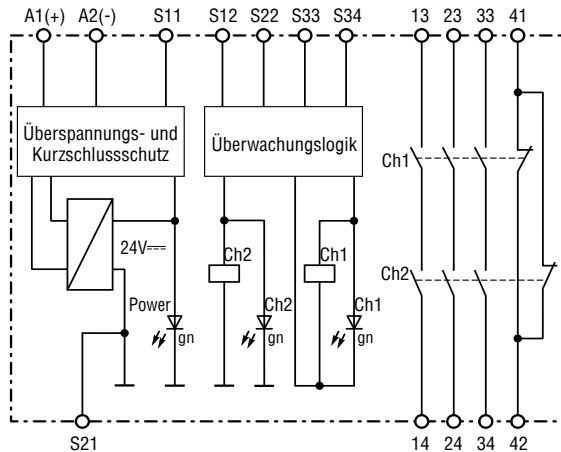 A1(+) A2(-) S11 S12 S22 S33 S34 13 23 33 41
Überspannungs- und
Kurzschlussschutz
Überwachungslogik
Ch1
24V
Ch2 Ch1
Ch2
Power Ch2 Ch1
gn gn gn
S21 14 24 34 42